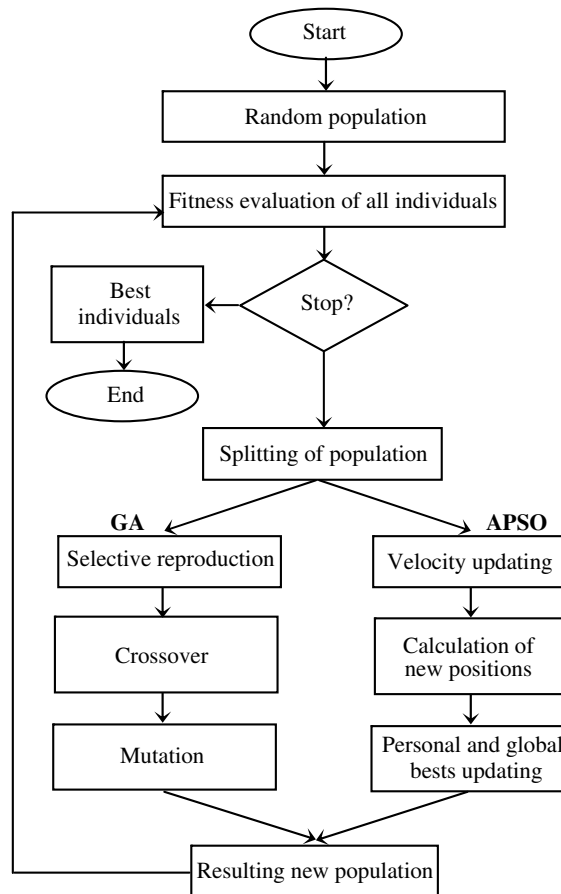 Start
Random population
Fitness evaluation of all individuals
Stop?
Best
individuals
End
Splitting of population
GA
APSO
Selective reproduction
Velocity updating
Crossover
Calculation of
new positions
Mutation
Personal and global
bests updating
Resulting new population